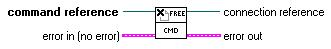 command reference FREE connection reference
error in (no error) CMD error out